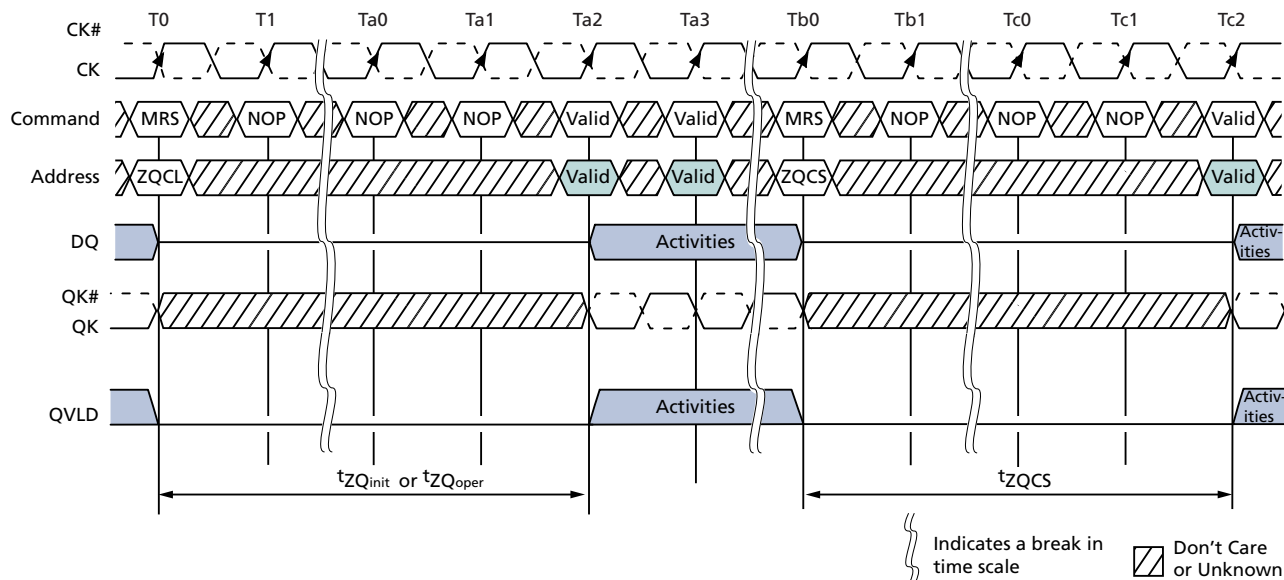 T0 T1 Ta0 Ta1 Ta2 Ta3 Tb0 Tb1 Tc0 Tc1 Tc2
CK#
CK
Command MRS NOP NOP NOP Valid Valid MRS NOP NOP NOP Valid
Address ZQCL Valid Valid ZQCS Valid
DQ Activities Activ-
ities
QK#
QK
QVLD Activities Activ-
ities
tZQinit or tZQoper tZQCS
Indicates a break in
time scale
Don't Care
or Unknown